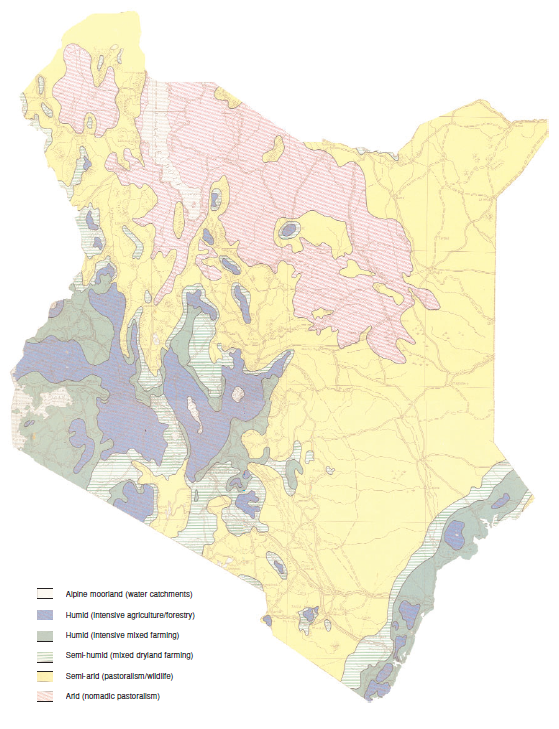 Alpine moorland (water catchments)
Humid (intensive agriculture/forestry)
Humid (intensive mixed farming)
Semi-humid (mixed dryland farming)
Semi-arid (pastoralism/wildlife)
Arid (nomadic pastoralism)